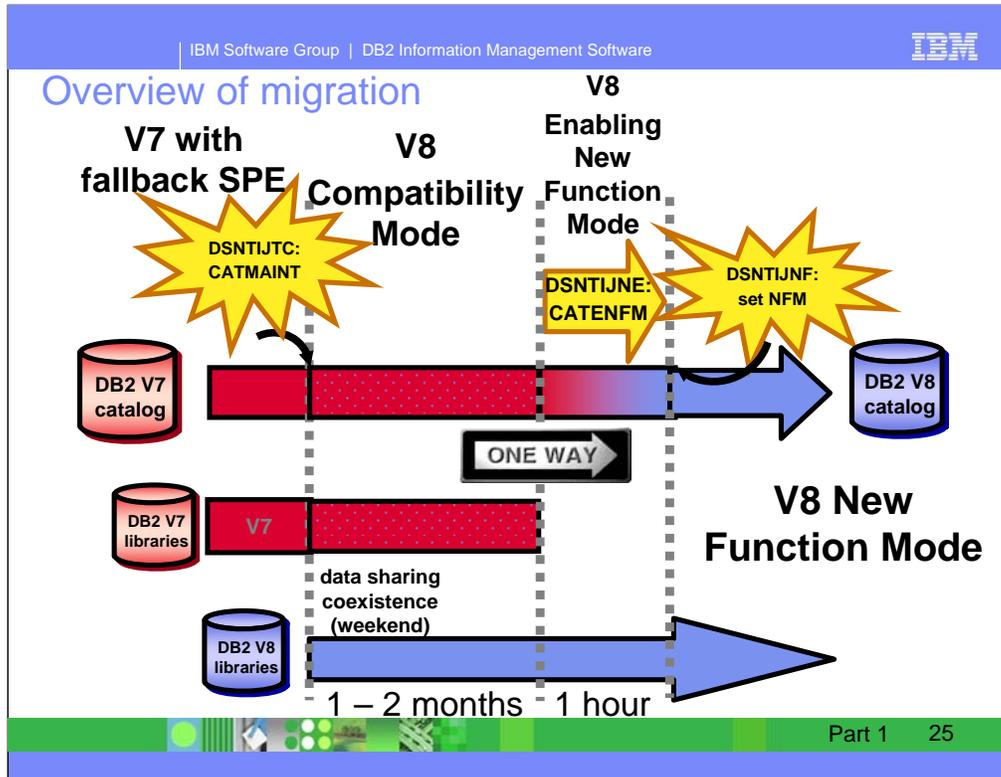 IBM Software Group | DB2 Information Management Software
IBM
Overview of migration
V7 with
fallback SPE
V8
Compatibility
Mode
V8
Enabling
New
Function
Mode
DSNTIJTC:
CATMAINT
DSNTIJNE:
CATENFM
DSNTIJNF:
set NFM
DB2 V7
catalog
DB2 V8
catalog
ONE WAY
DB2 V7
libraries
V7
V8 New
Function Mode
data sharing
coexistence
(weekend)
DB2 V8
libraries
1 – 2 months
1 hour
Part 1
25